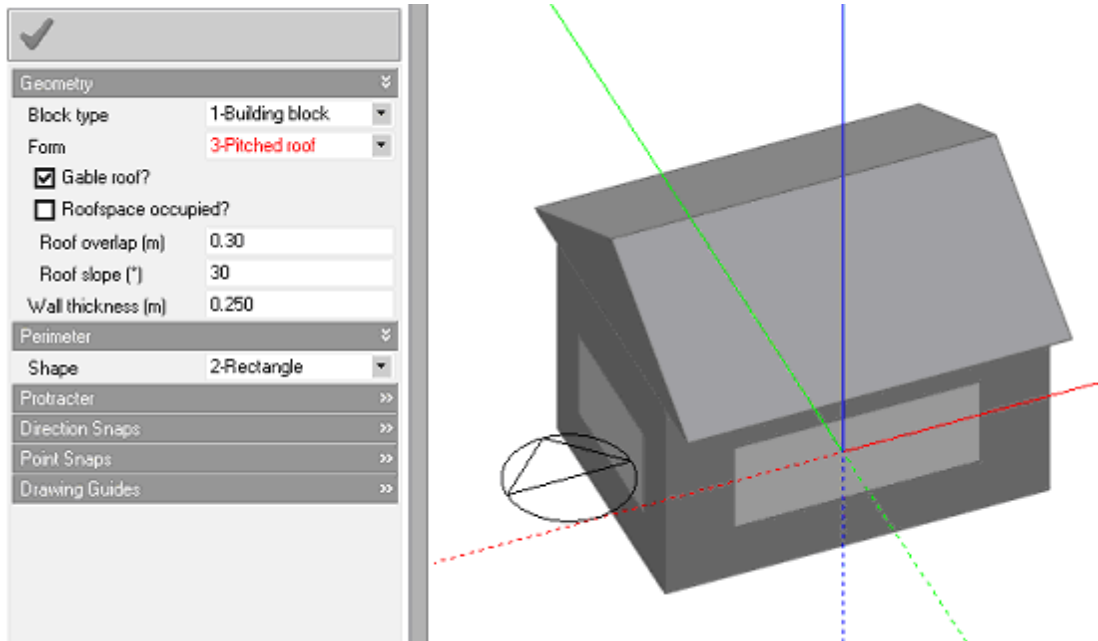 Geometry
Block type 1-Building block
Form 3-Pitched roof
Gable roof?
Roofspace occupied?
Roof overlap (m) 0.30
Roof slope (°) 30
Wall thickness (m) 0.250
Perimeter
Shape 2-Rectangle
Protracter
Direction Snaps
Point Snaps
Drawing Guides